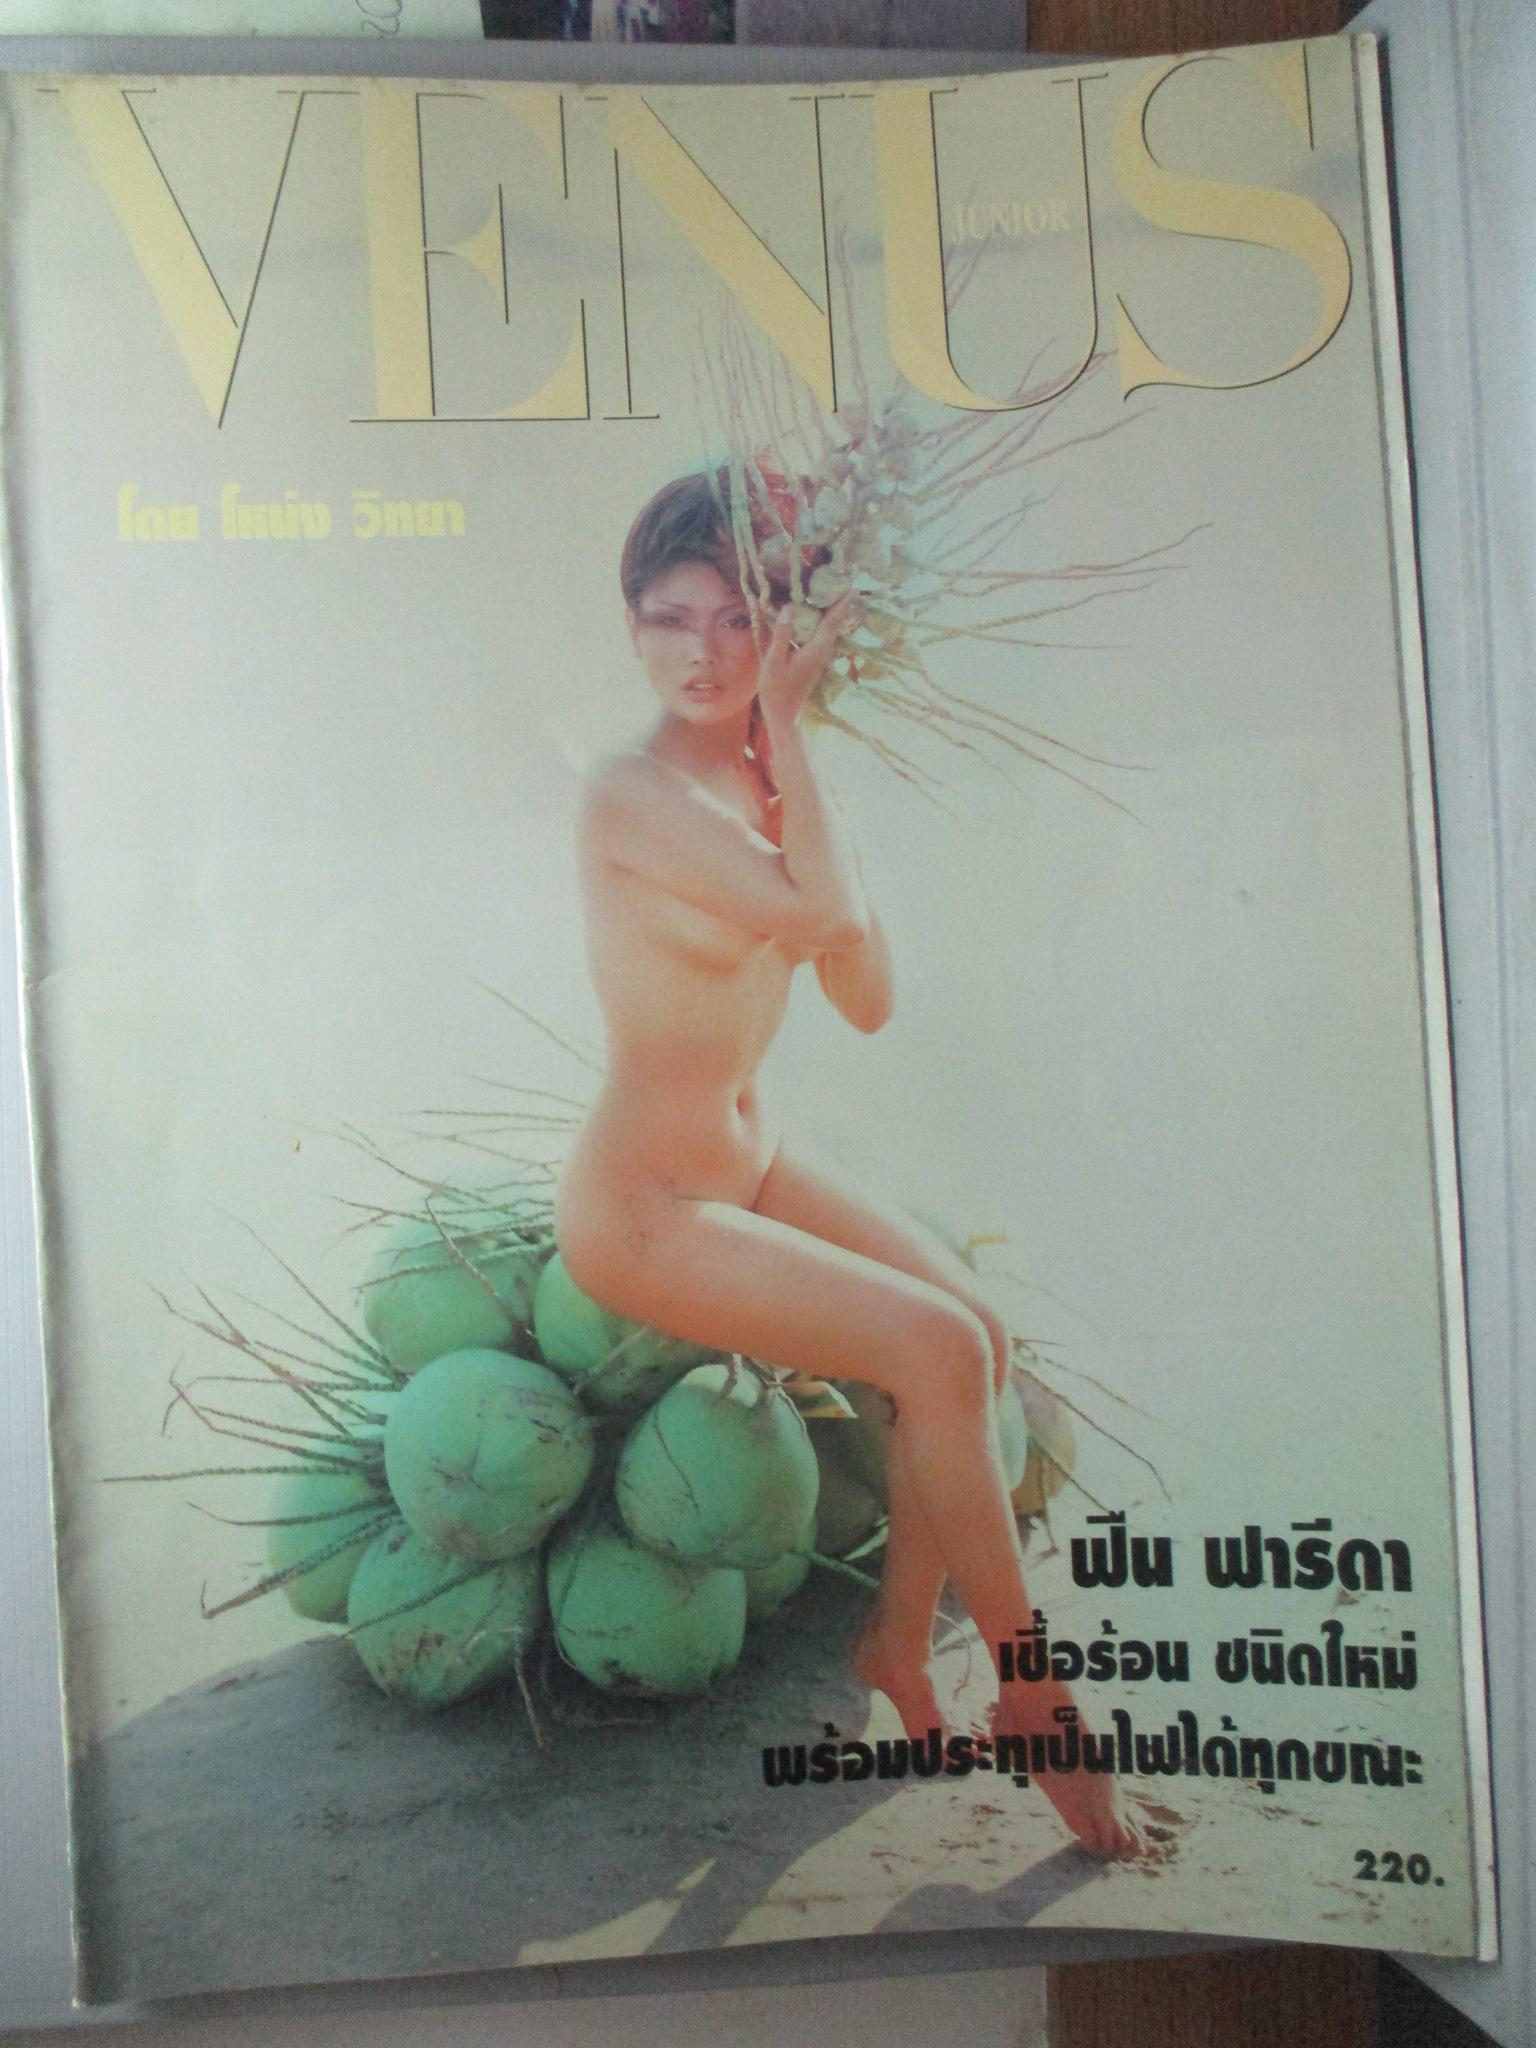 VENUS
JUNIOR
โดย โหน่ง วิทยา
ฟืน ฟารีดา
เชื้อร้อน ชนิดใหม่
พร้อมประทุเป็นไฟได้ทุกขณะ
220.